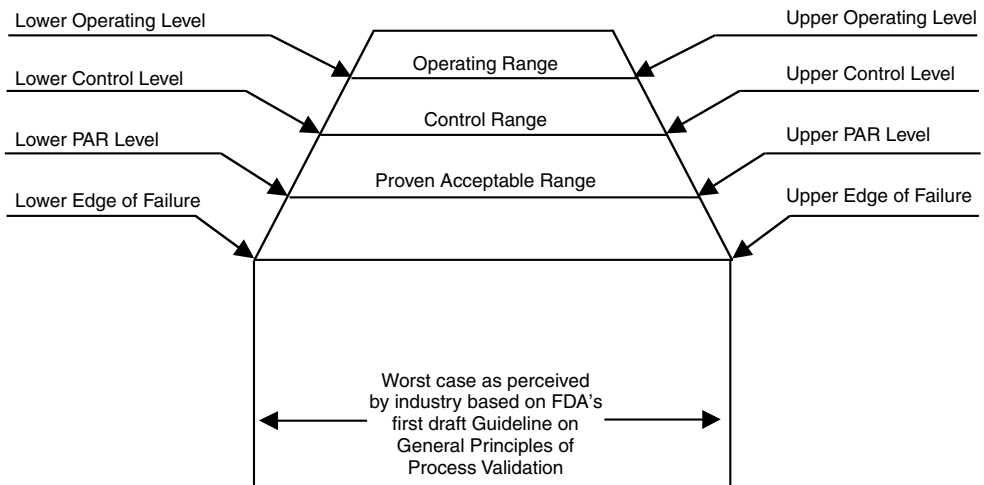 Lower Operating Level
Upper Operating Level
Operating Range
Lower Control Level
Upper Control Level
Control Range
Lower PAR Level
Upper PAR Level
Proven Acceptable Range
Lower Edge of Failure
Upper Edge of Failure
Worst case as perceived
by industry based on FDA's
first draft Guideline on
General Principles of
Process Validation